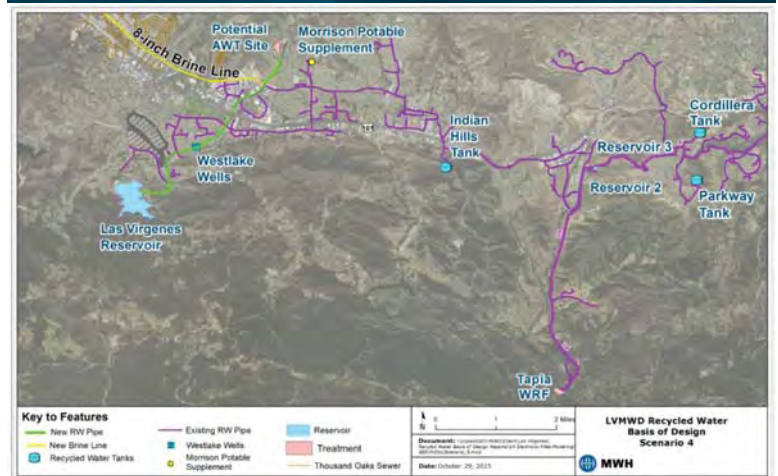 8-inch Brine Line
Potential
AWT Site
Morrison Potable
Supplement
Indian
Hills
Tank
Cordillera
Tank
Reservoir 3
Reservoir 2
Parkway
Tank
Westlake
Wells
Las Virgenes
Reservoir
101
Tapia
WRF
Key to Features
New RW Pipe
New Brine Line
Recycled Water Tanks
Existing RW Pipe
Westlake Wells
Morrison Potable
Supplement
Reservoir
Treatment
Thousand Oaks Sewer
N
0 1 2 Miles
Document:
Date: October 29, 2015
LVMWD Recycled Water
Basis of Design
Scenario 4
MWH